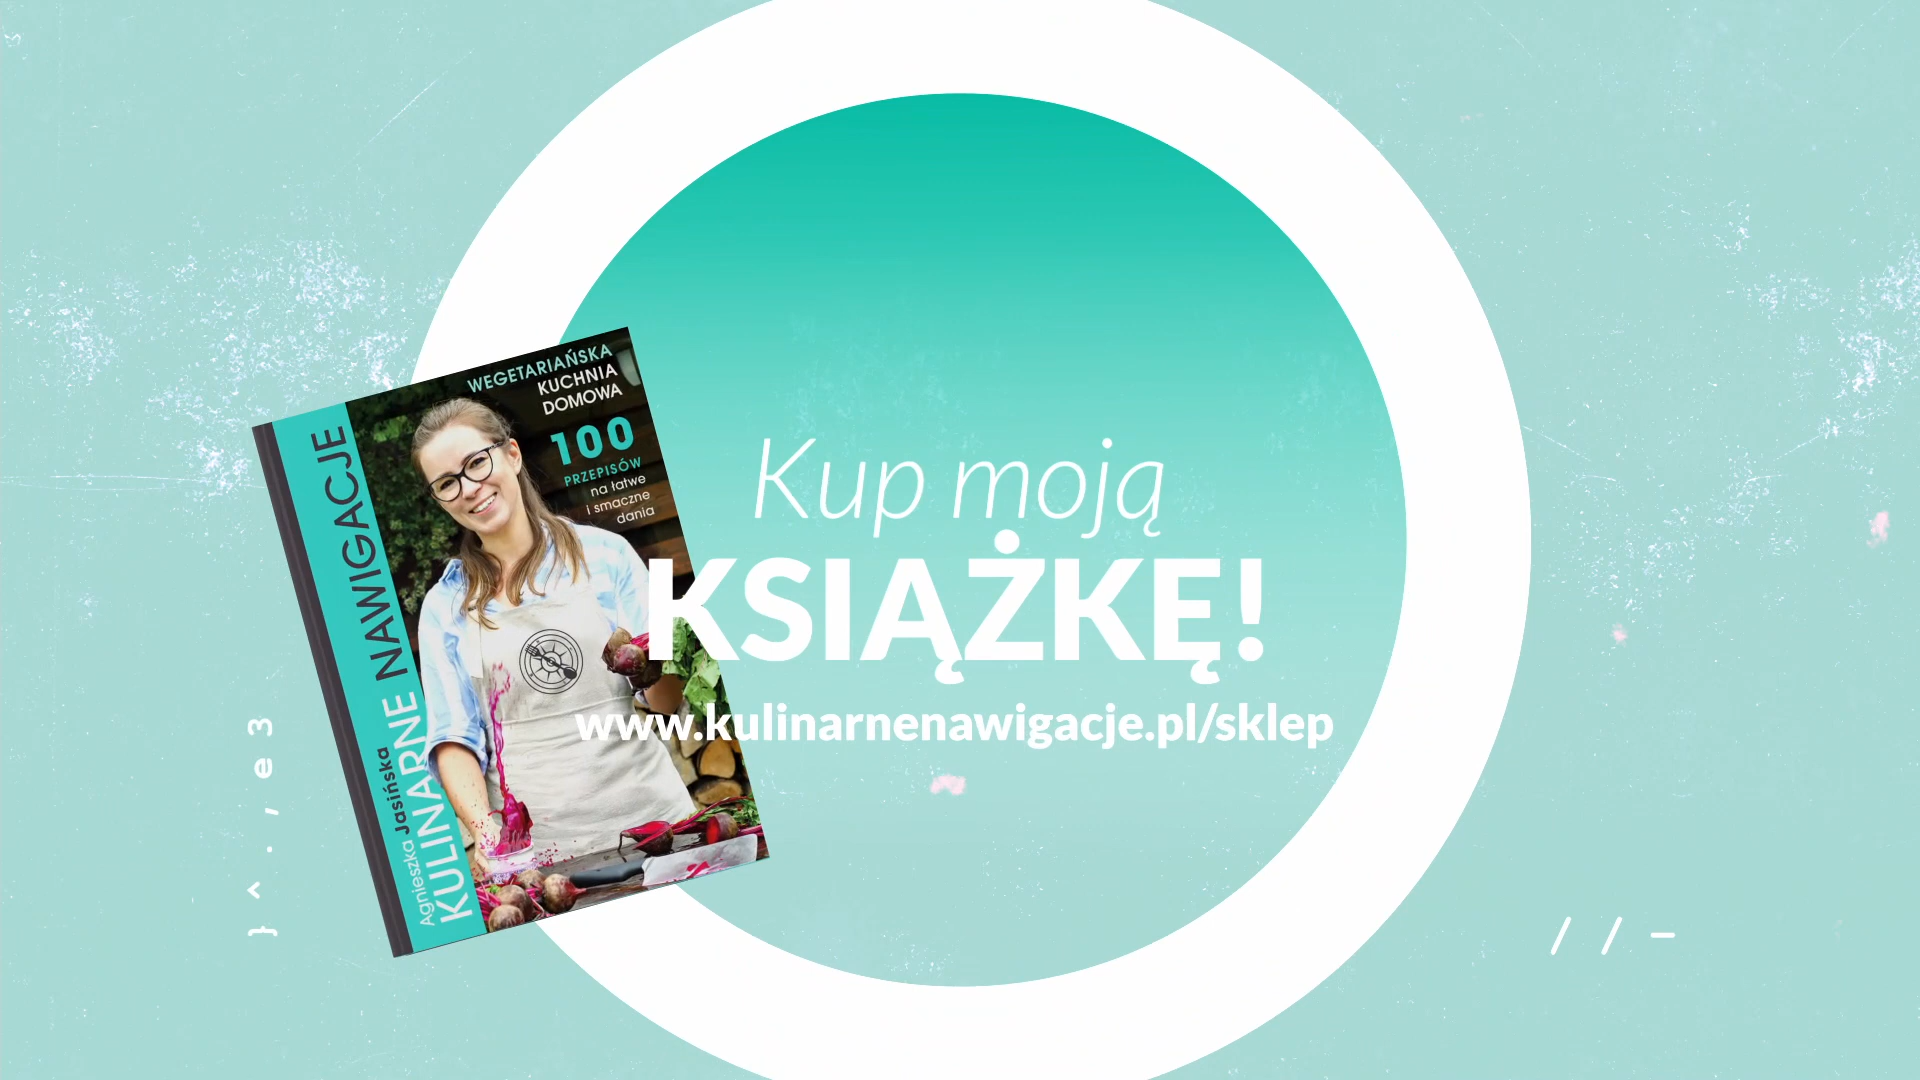 WEGETARIAŃSKA
KUCHNIA
DOMOWA
100
PRZEPISÓW
na łatwe
i smaczne
dania
Agnieszka Jasińska
KULINARNE NAWIGACJE
Kup moją
KSIĄŻKĘ!
www.kulinarnenawigacje.pl/sklep
} ^ . , e 3
/ / -